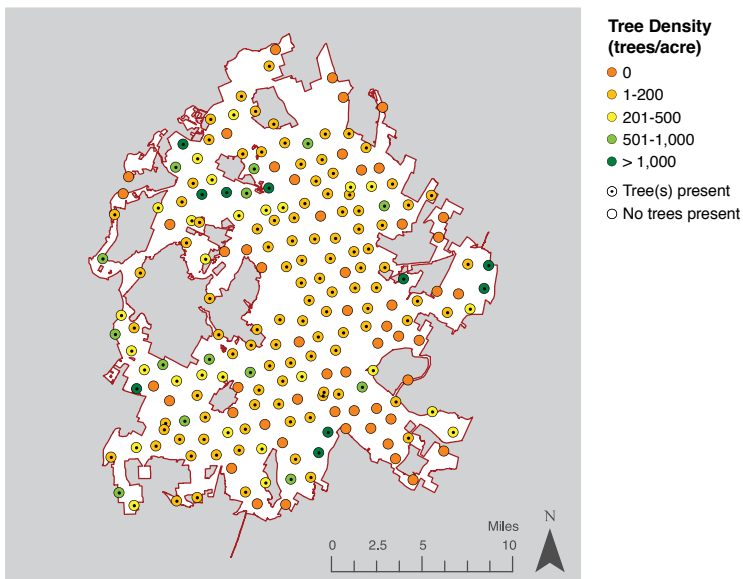 Tree Density
(trees/acre)
0
1-200
201-500
501-1,000
> 1,000
Tree(s) present
No trees present
Miles
N
0 2.5 5 10